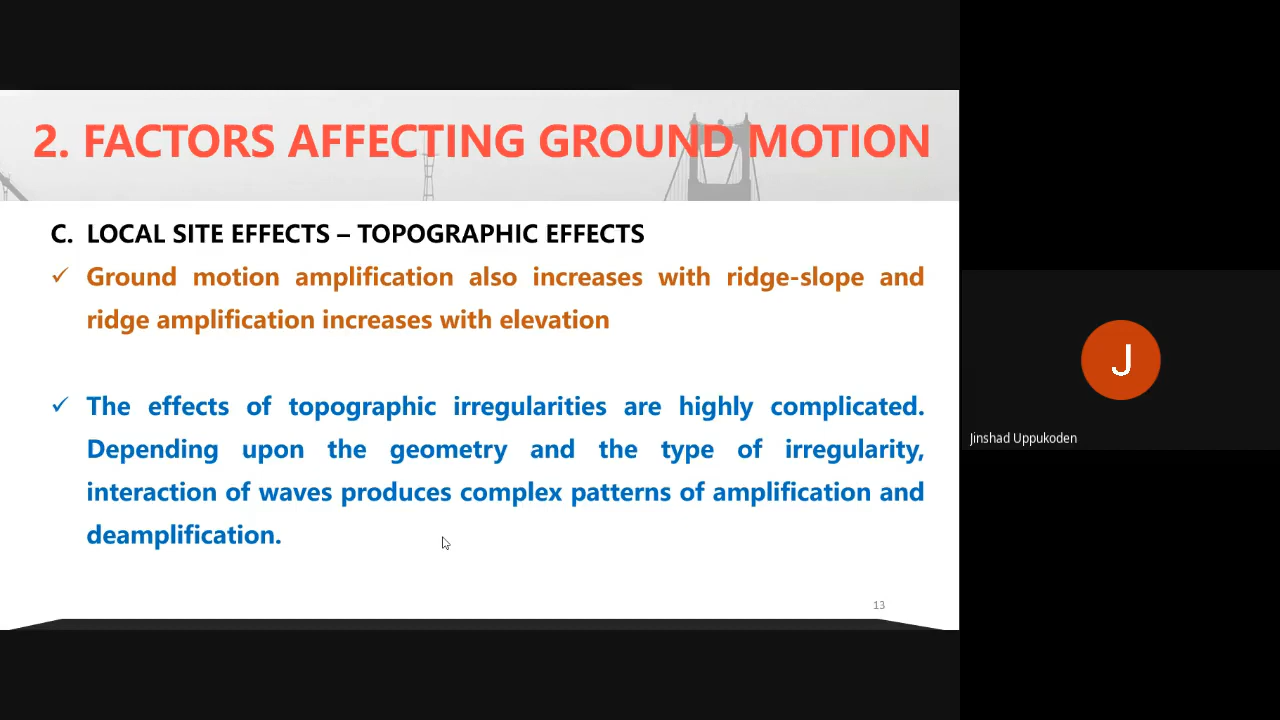 2. FACTORS AFFECTING GROUND MOTION
C. LOCAL SITE EFFECTS – TOPOGRAPHIC EFFECTS
✓ Ground motion amplification also increases with ridge-slope and
ridge amplification increases with elevation
✓ The effects of topographic irregularities are highly complicated.
Depending upon the geometry and the type of irregularity,
interaction of waves produces complex patterns of amplification and
deamplification.
13
J
Jinshad Uppukoden